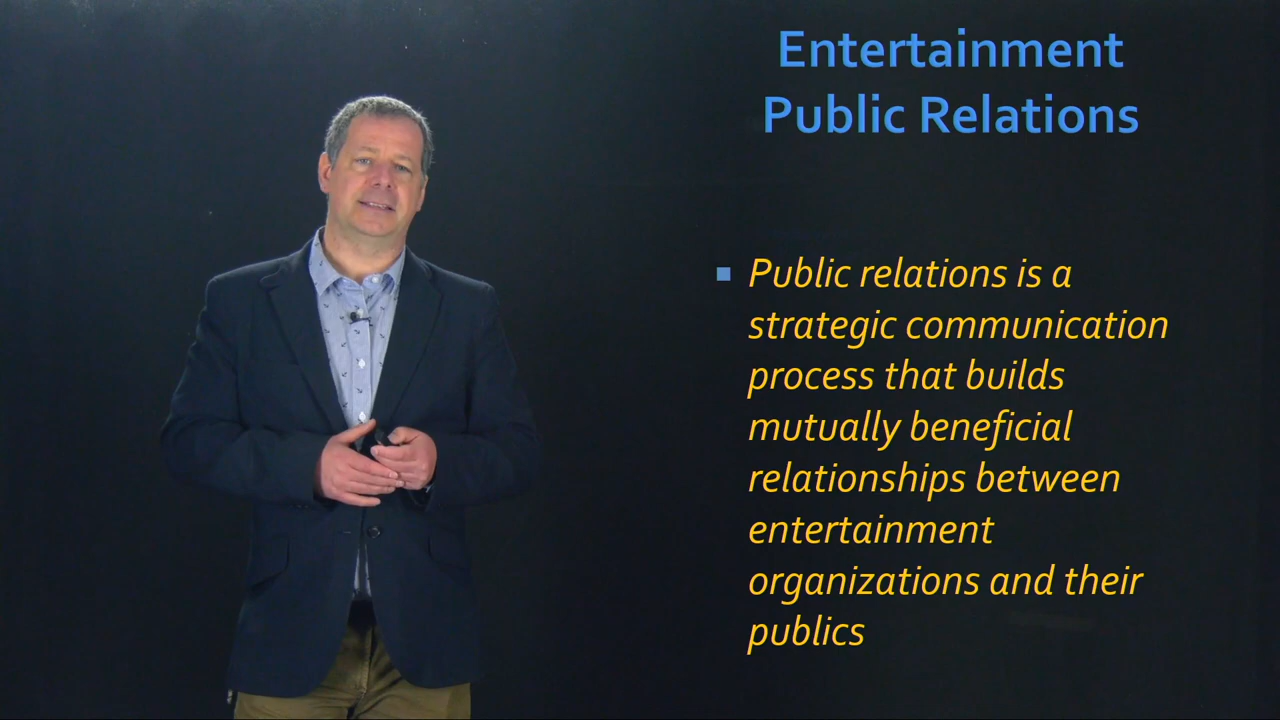 Entertainment
Public Relations
Public relations is a
strategic communication
process that builds
mutually beneficial
relationships between
entertainment
organizations and their
publics